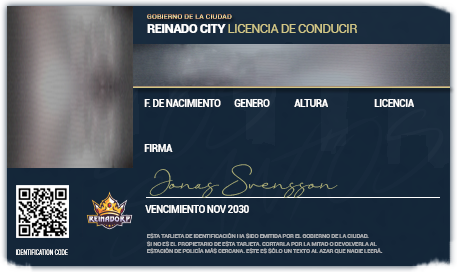 GOBIERNO DE LA CIUDAD
REINADO CITY LICENCIA DE CONDUCIR
F. DE NACIMIENTO GENERO ALTURA LICENCIA
FIRMA
Jonas Svensson
VENCIMIENTO NOV 2030
REINADORP
IDENTIFICATION CODE
ESTA TARJETA DE IDENTIFICACIÓN HA SIDO EMITIDA POR EL GOBIERNO DE LA CIUDAD.
SI NO ES EL PROPIETARIO DE ESTA TARJETA, CORTARLA POR LA MITAD O DEVOLVERLA AL
ESTACIÓN DE POLICÍA MÁS CERCANA. ESTE ES SÓLO UN TEXTO AL AZAR QUE NADIE LEERÁ.